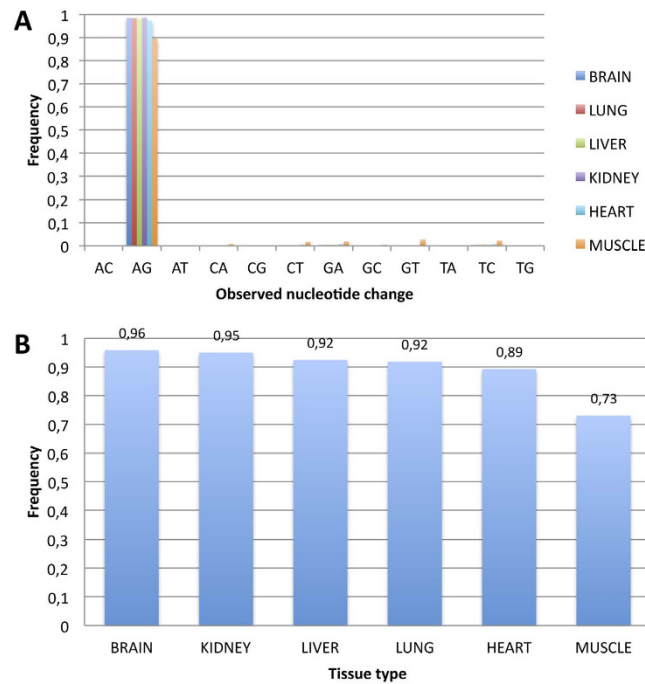 A
1
0,9
0,8
0,7
0,6
0,5
0,4
0,3
0,2
0,1
0
Frequency
AC AG AT CA CG CT GA GC GT TA TC TG
Observed nucleotide change
BRAIN
LUNG
LIVER
KIDNEY
HEART
MUSCLE
B
1
0,9
0,8
0,7
0,6
0,5
0,4
0,3
0,2
0,1
0
Frequency
0,96 0,95 0,92 0,92 0,89 0,73
BRAIN KIDNEY LIVER LUNG HEART MUSCLE
Tissue type